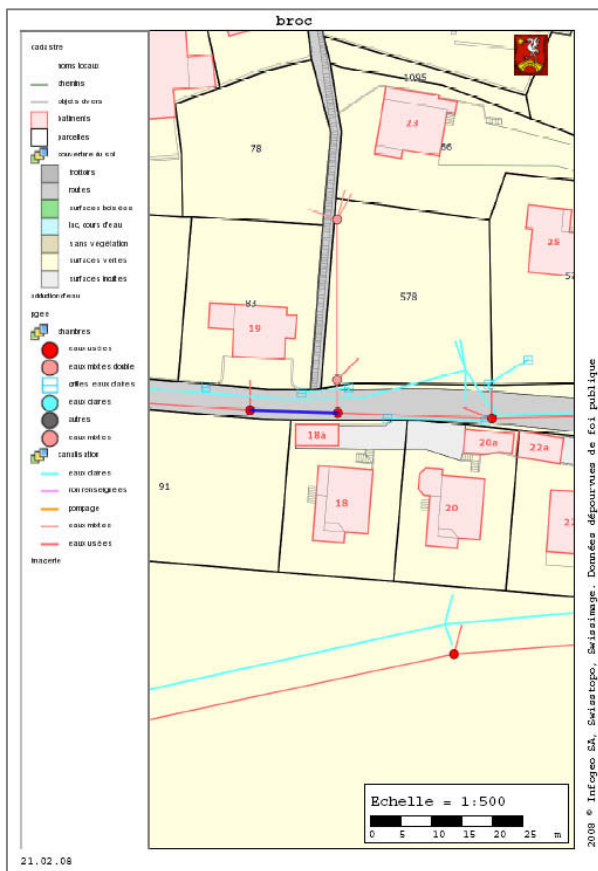 broc
cadastre
noms locaux
chemins
objets divers
batiments
parcelles
couverture du sol
trottoirs
routes
surfaces boisées
lac, cours d'eau
sans végétation
surfaces vertes
surfaces incultes
adduction d'eau
pgee
chambres
eaux usées
eaux mixtes double
grilles eaux claires
eaux claires
autres
eaux mixtes
canalisation
eaux claires
non renseignées
pompage
eaux mixtes
eaux usées
imagerie
1095
23
66
78
25
578
83
19
18a
20a
22a
91
18
20
Echelle = 1:500
0 5 10 15 20 25 m
21.02.08
2008 © Infogeo SA, Swisstopo, Swissimage. Données dépourvues de foi publique